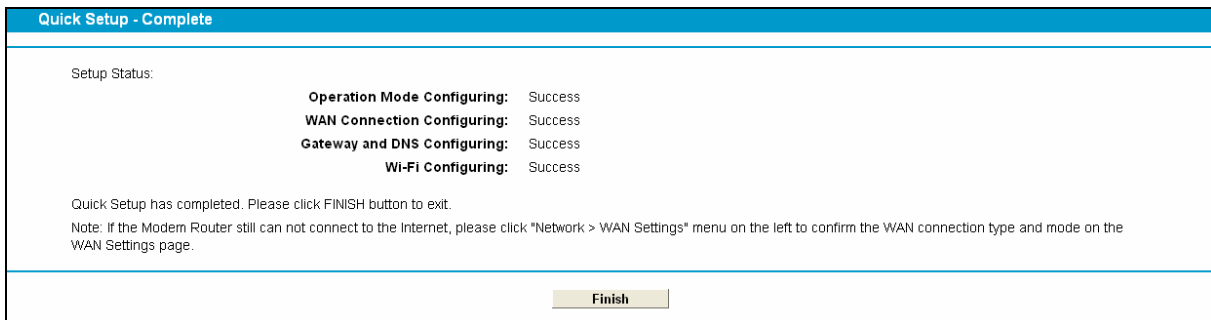 Quick Setup - Complete
Setup Status:
Operation Mode Configuring: Success
WAN Connection Configuring: Success
Gateway and DNS Configuring: Success
Wi-Fi Configuring: Success
Quick Setup has completed. Please click FINISH button to exit.
Note: If the Modem Router still can not connect to the Internet, please click "Network > WAN Settings" menu on the left to confirm the WAN connection type and mode on the
WAN Settings page.
Finish